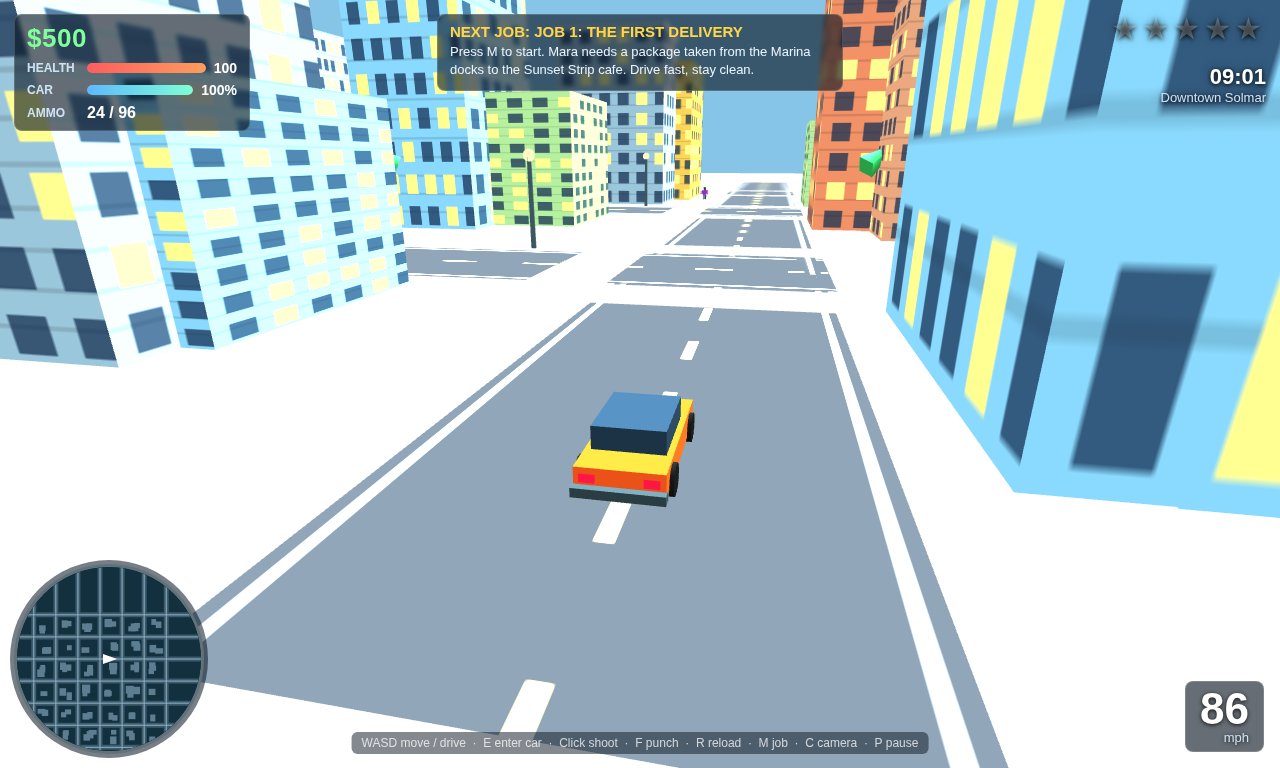 $500
HEALTH 100
CAR 100%
AMMO 24 / 96
NEXT JOB: JOB 1: THE FIRST DELIVERY
Press M to start. Mara needs a package taken from the Marina
docks to the Sunset Strip cafe. Drive fast, stay clean.
09:01
Downtown Solmar
86
mph
WASD move / drive · E enter car · Click shoot · F punch · R reload · M job · C camera · P pause